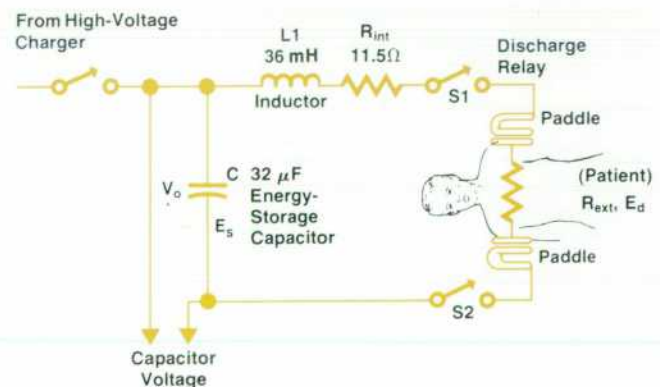 From High-Voltage
Charger
L1
36 mH
Inductor
R_int
11.5Ω
S1
Discharge
Relay
Paddle
V_o
C 32 μF
Energy-
Storage
Capacitor
E_s
(Patient)
R_ext, E_d
Paddle
S2
Capacitor
Voltage